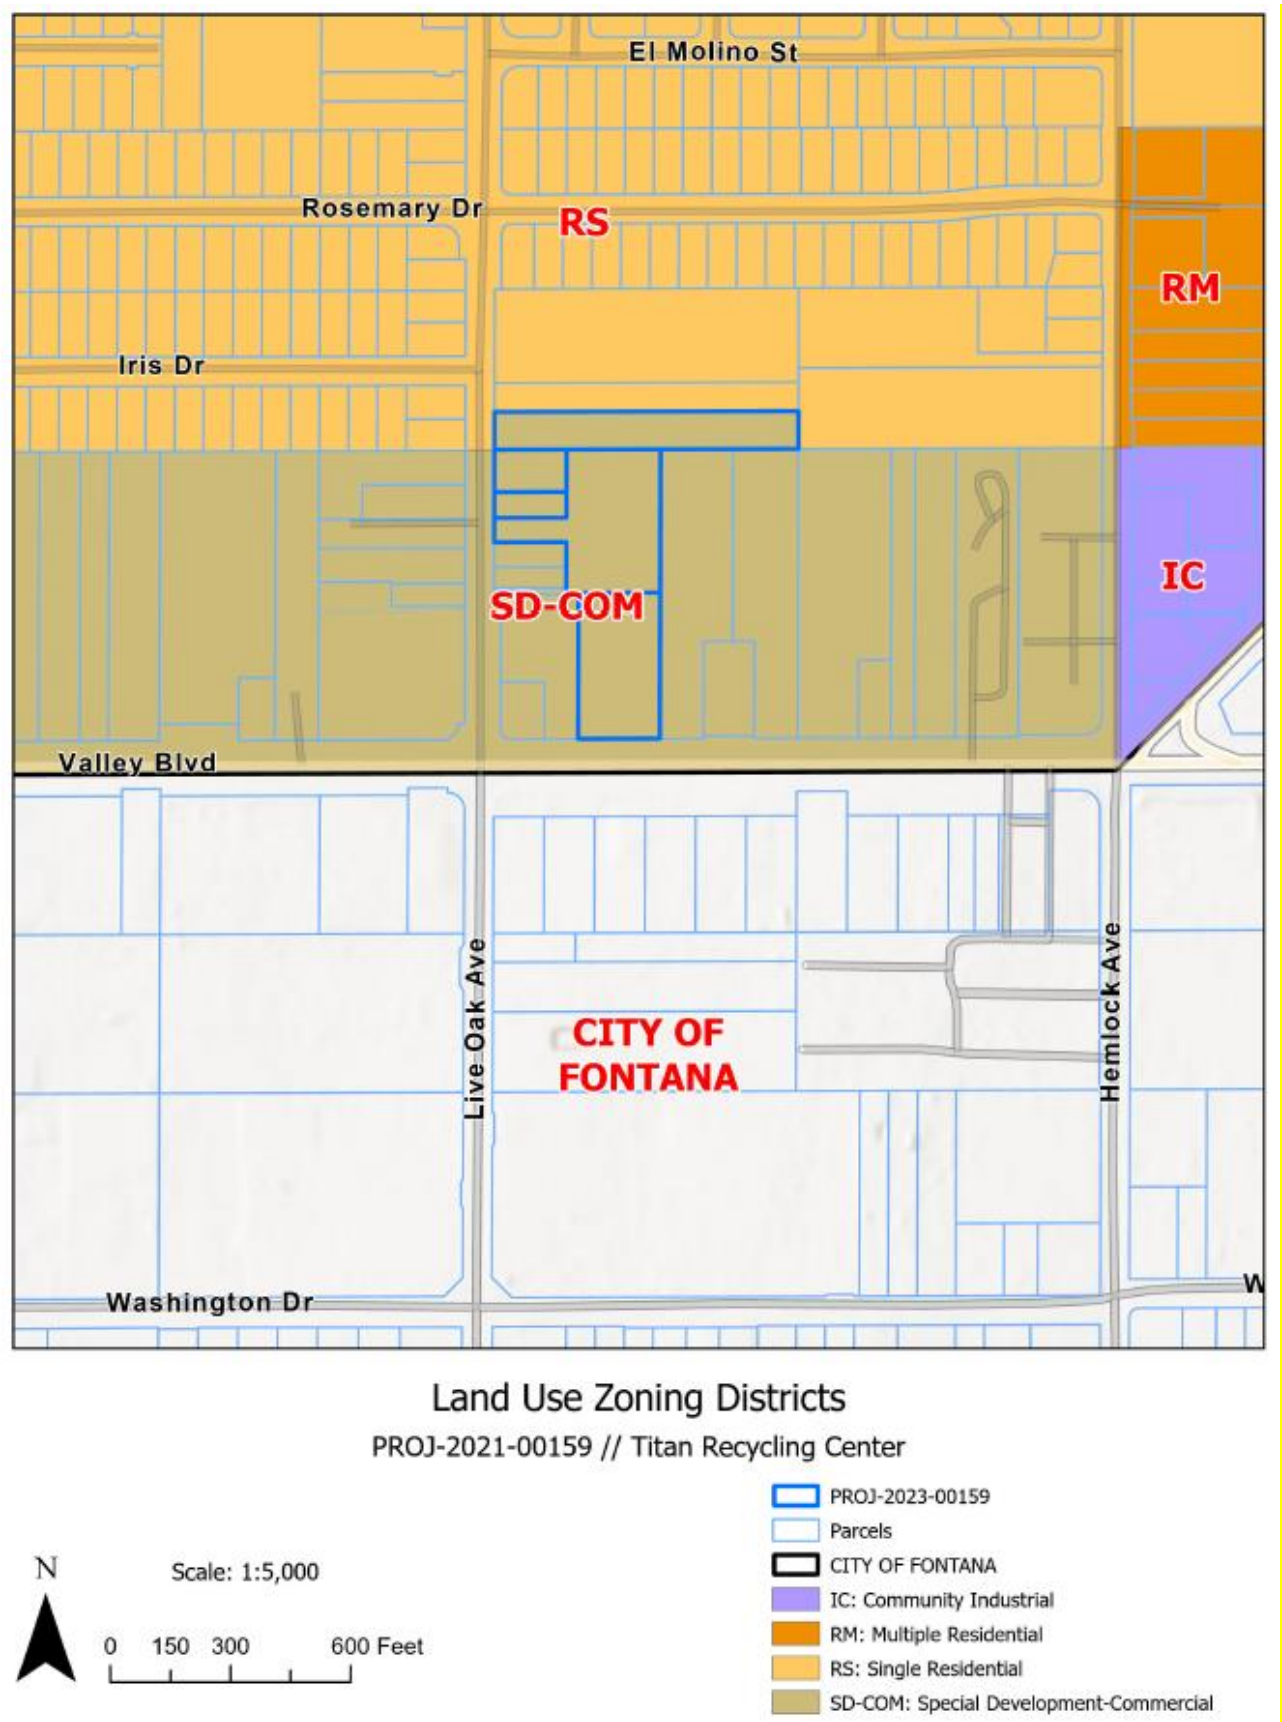 El Molino St
Rosemary Dr
RS
RM
Iris Dr
IC
SD-COM
Valley Blvd
Live Oak Ave
Hemlock Ave
CITY OF
FONTANA
Washington Dr
W
Land Use Zoning Districts
PROJ-2021-00159 // Titan Recycling Center
PROJ-2023-00159
Parcels
CITY OF FONTANA
IC: Community Industrial
RM: Multiple Residential
RS: Single Residential
SD-COM: Special Development-Commercial
N
Scale: 1:5,000
0 150 300 600 Feet